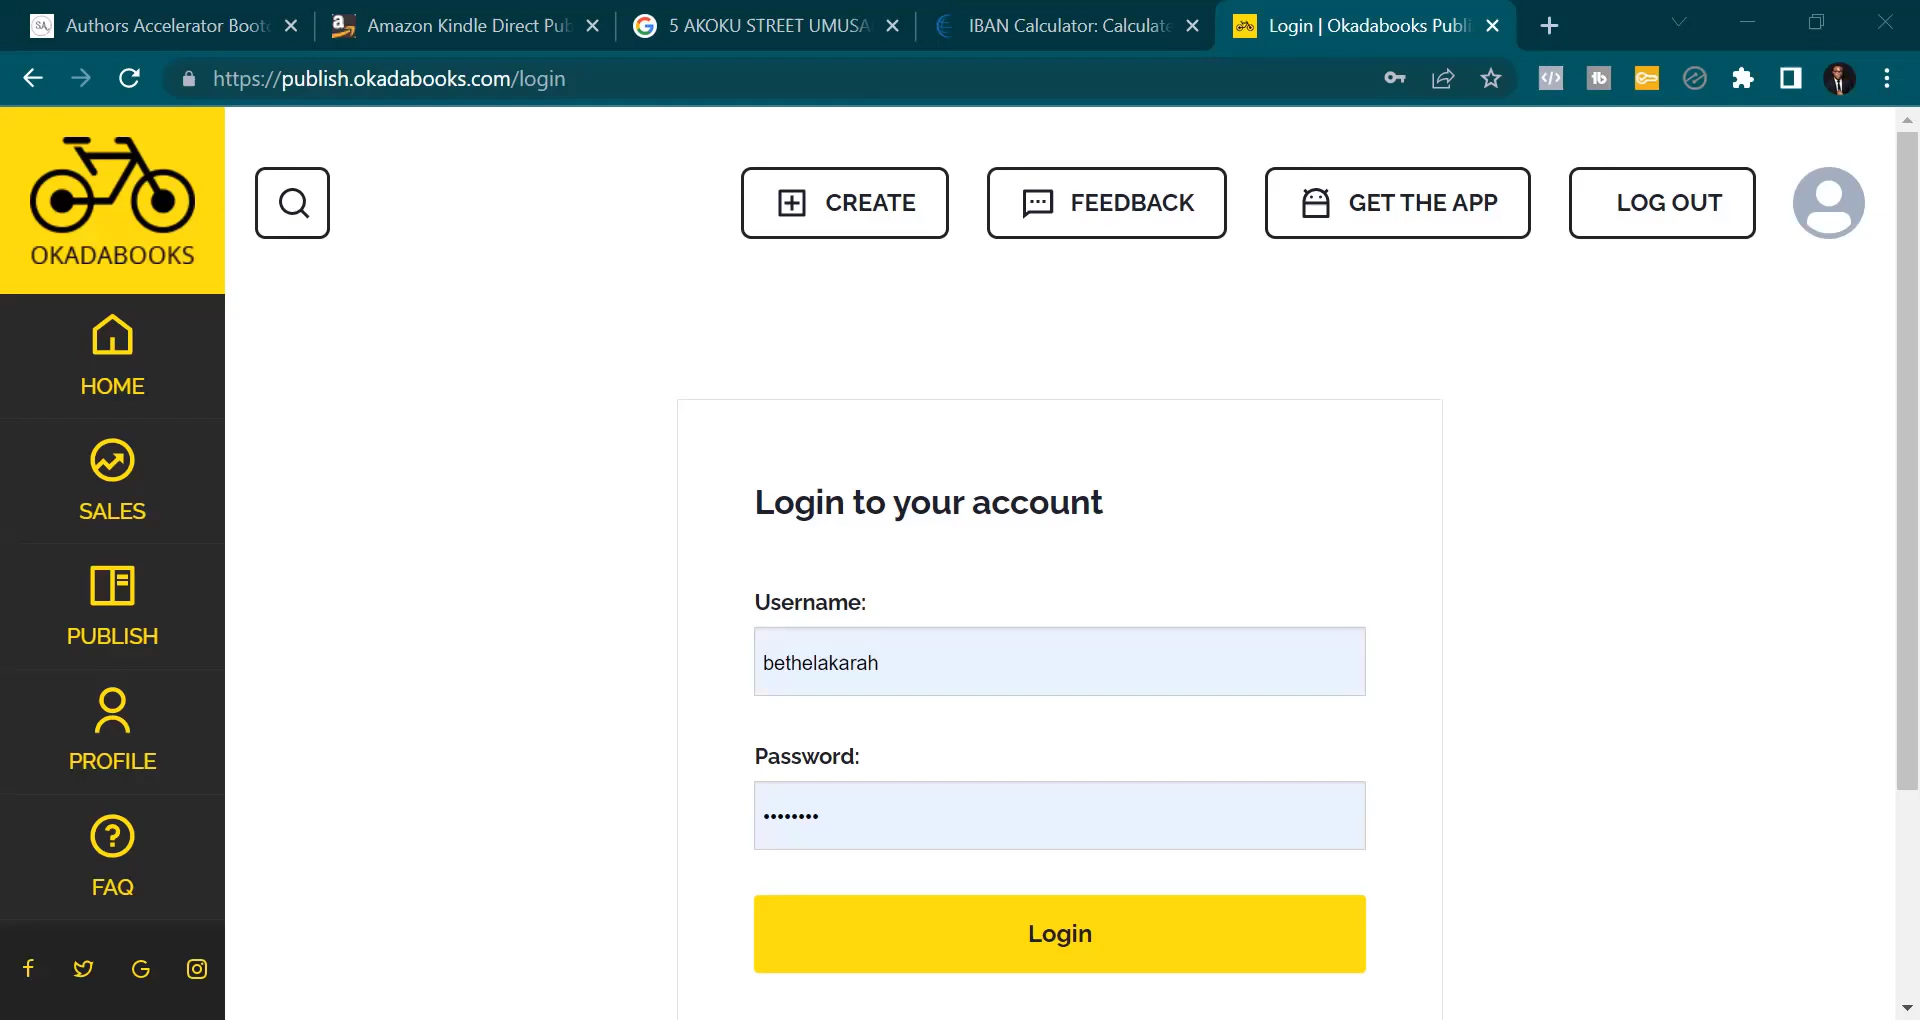 Authors Accelerator Boot
Amazon Kindle Direct Pub
5 AKOKU STREET UMUSA
IBAN Calculator: Calculate
Login | Okadabooks Publi
https://publish.okadabooks.com/login
OKADABOOKS
CREATE
FEEDBACK
GET THE APP
LOG OUT
HOME
SALES
PUBLISH
PROFILE
FAQ
Login to your account
Username:
bethelakarah
Password:
••••••••
Login